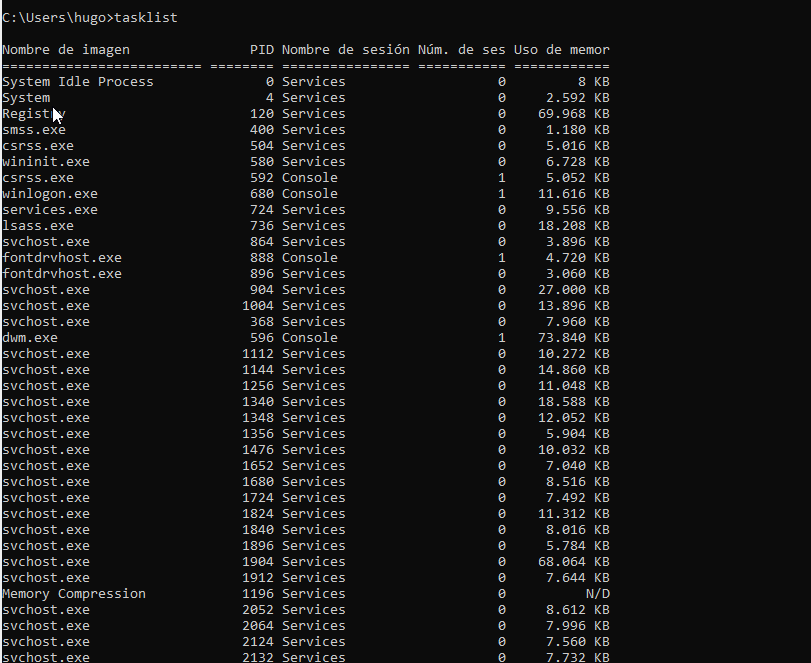 C:\Users\hugo>tasklist
Nombre de imagen                     PID Nombre de sesión Núm. de ses Uso de memor
========================= ======== ================ =========== ============
System Idle Process                    0 Services                   0         8 KB
System                                 4 Services                   0     2.592 KB
Registry                             120 Services                   0    69.968 KB
smss.exe                             400 Services                   0     1.180 KB
csrss.exe                            504 Services                   0     5.016 KB
wininit.exe                          580 Services                   0     6.728 KB
csrss.exe                            592 Console                    1     5.052 KB
winlogon.exe                         680 Console                    1    11.616 KB
services.exe                         724 Services                   0     9.556 KB
lsass.exe                            736 Services                   0    18.208 KB
svchost.exe                          864 Services                   0     3.896 KB
fontdrvhost.exe                      888 Console                    1     4.720 KB
fontdrvhost.exe                      896 Services                   0     3.060 KB
svchost.exe                          904 Services                   0    27.000 KB
svchost.exe                         1004 Services                   0    13.896 KB
svchost.exe                          368 Services                   0     7.960 KB
dwm.exe                              596 Console                    1    73.840 KB
svchost.exe                         1112 Services                   0    10.272 KB
svchost.exe                         1144 Services                   0    14.860 KB
svchost.exe                         1256 Services                   0    11.048 KB
svchost.exe                         1340 Services                   0    18.588 KB
svchost.exe                         1348 Services                   0    12.052 KB
svchost.exe                         1356 Services                   0     5.904 KB
svchost.exe                         1476 Services                   0    10.032 KB
svchost.exe                         1652 Services                   0     7.040 KB
svchost.exe                         1680 Services                   0     8.516 KB
svchost.exe                         1724 Services                   0     7.492 KB
svchost.exe                         1824 Services                   0    11.312 KB
svchost.exe                         1840 Services                   0     8.016 KB
svchost.exe                         1896 Services                   0     5.784 KB
svchost.exe                         1904 Services                   0    68.064 KB
svchost.exe                         1912 Services                   0     7.644 KB
Memory Compression                  1196 Services                   0          N/D
svchost.exe                         2052 Services                   0     8.612 KB
svchost.exe                         2064 Services                   0     7.996 KB
svchost.exe                         2124 Services                   0     7.560 KB
svchost.exe                         2132 Services                   0     7.732 KB